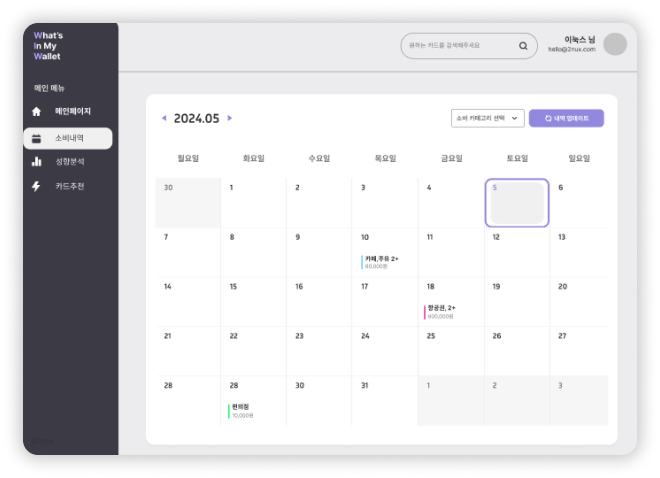 What's
In My
Wallet
원하는 카드를 검색해주세요
이눅스 님
hello@2nux.com
메인 메뉴
메인페이지
소비내역
성향분석
카드추천
2024.05
소비 카테고리 선택
내역 업데이트
월요일 화요일 수요일 목요일 금요일 토요일 일요일
30 1 2 3 4 5 6
7 8 9 10 11 12 13
카페,주유 2+
80,000원
14 15 16 17 18 19 20
항공권, 2+
900,000원
21 22 23 24 25 26 27
28 28 30 31 1 2 3
편의점
10,000원